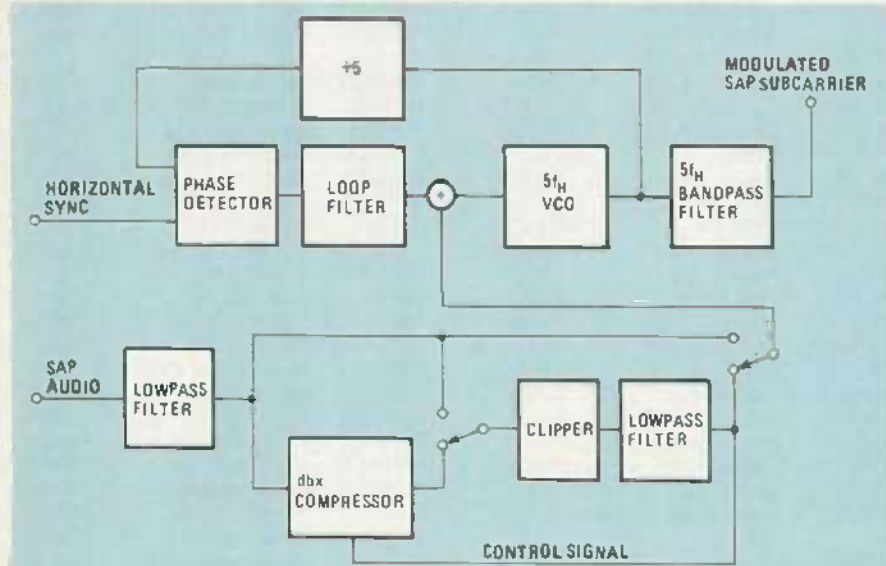 ÷5
MODULATED
SAP SUBCARRIER
HORIZONTAL
SYNC
PHASE
DETECTOR
LOOP
FILTER
5fH
VCO
5fH
BANDPASS
FILTER
SAP
AUDIO
LOWPASS
FILTER
dbx
COMPRESSOR
CLIPPER
LOWPASS
FILTER
CONTROL SIGNAL